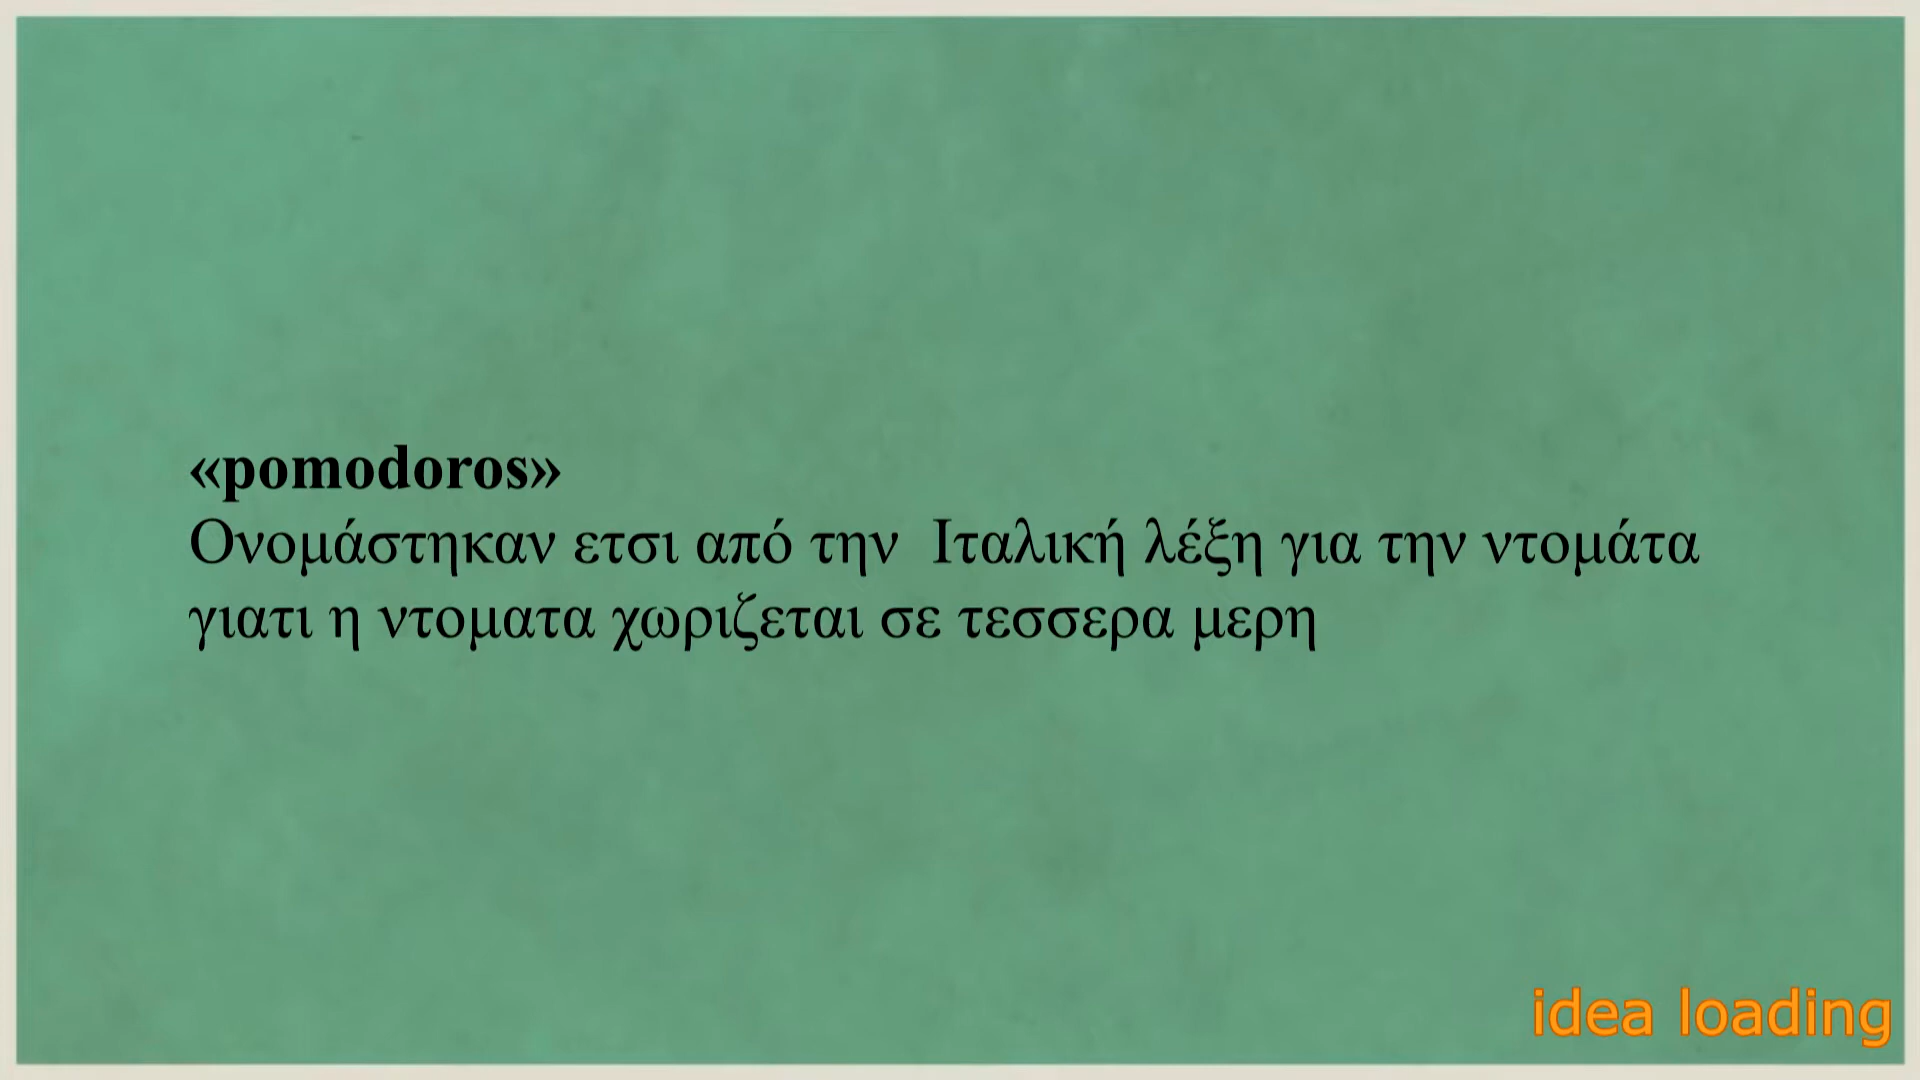 «pomodoros»
Ονομάστηκαν ετσι από την  Ιταλική λέξη για την ντομάτα
γιατι η ντοματα χωριζεται σε τεσσερα μερη
idea loading